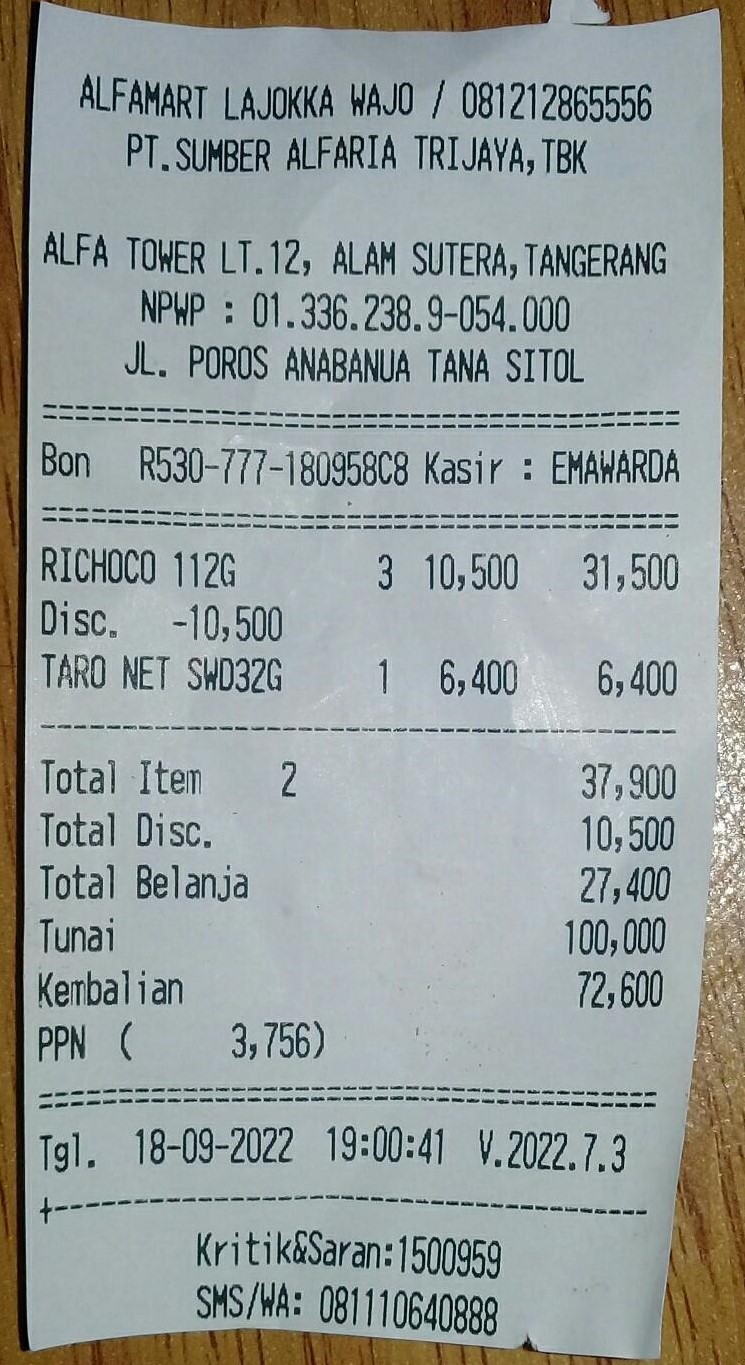 ALFAMART LAJOKKA WAJO / 081212865556
PT.SUMBER ALFARIA TRIJAYA,TBK
ALFA TOWER LT.12, ALAM SUTERA,TANGERANG
NPWP : 01.336.238.9-054.000
JL. POROS ANABANUA TANA SITOL
=======================================
Bon R530-777-180958C8 Kasir : EMAWARDA
=======================================
RICHOCO 112G 3 10,500 31,500
Disc. -10,500
TARO NET SWD32G 1 6,400 6,400
---------------------------------------
Total Item 2 37,900
Total Disc. 10,500
Total Belanja 27,400
Tunai 100,000
Kembalian 72,600
PPN ( 3,756)
=======================================
Tgl. 18-09-2022 19:00:41 V.2022.7.3
+--------------------------------------
Kritik&Saran:1500959
SMS/WA: 081110640888